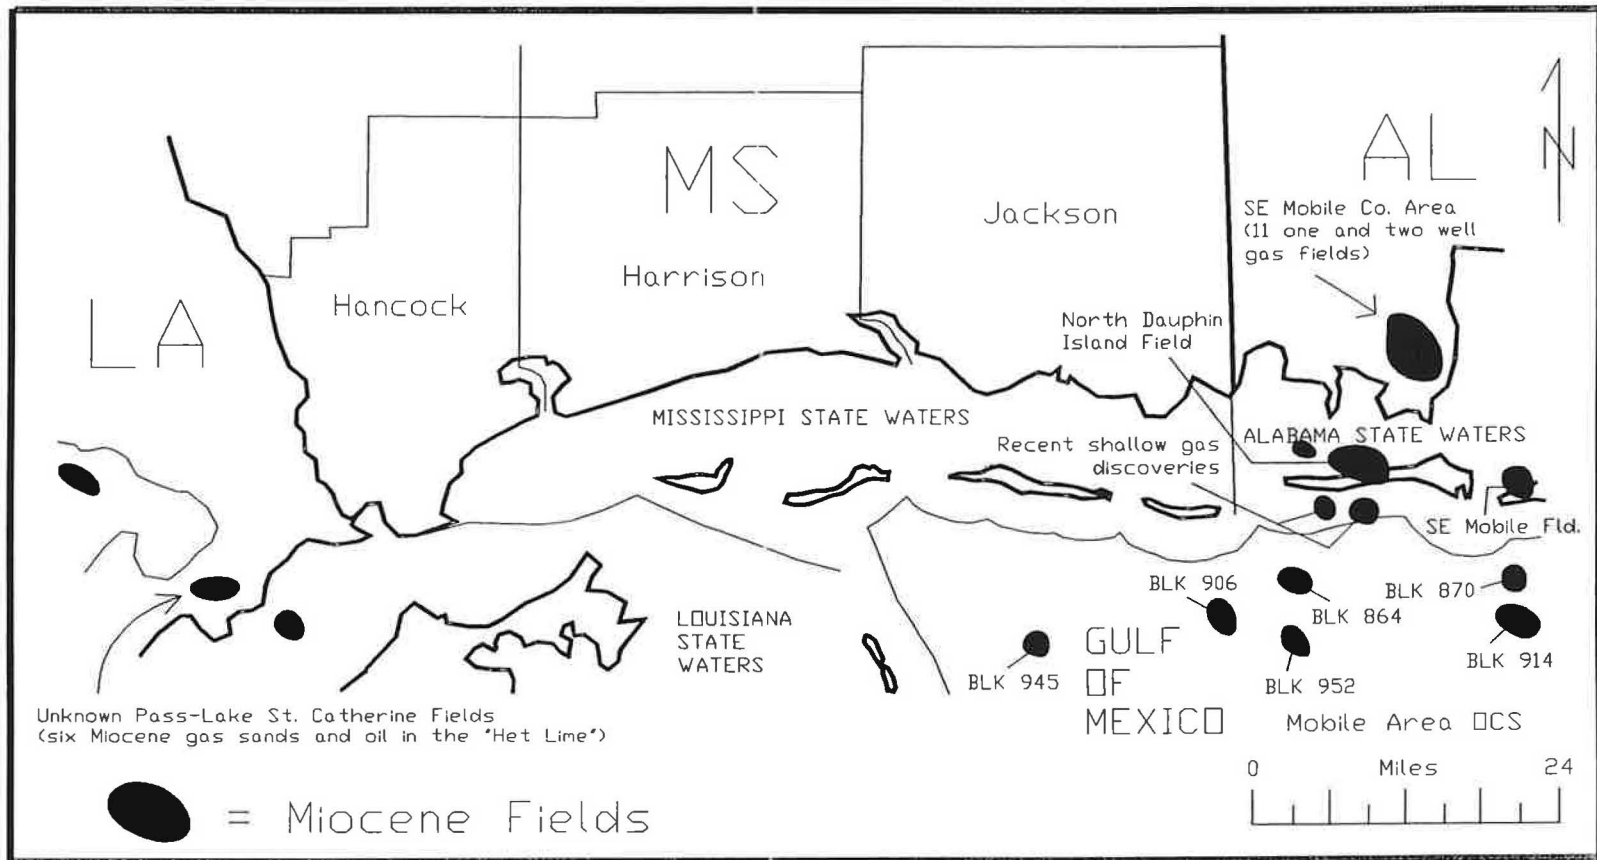 MS
AL
N
Jackson
SE Mobile Co. Area
(11 one and two well
gas fields)
Harrison
Hancock
LA
North Dauphin
Island Field
MISSISSIPPI STATE WATERS
ALABAMA STATE WATERS
Recent shallow gas
discoveries
SE Mobile Fld.
BLK 906
BLK 864
BLK 870
BLK 914
BLK 952
BLK 945
LOUISIANA
STATE
WATERS
GULF
OF
MEXICO
Mobile Area OCS
Unknown Pass-Lake St. Catherine Fields
(six Miocene gas sands and oil in the "Het Lime")
0 Miles 24
= Miocene Fields